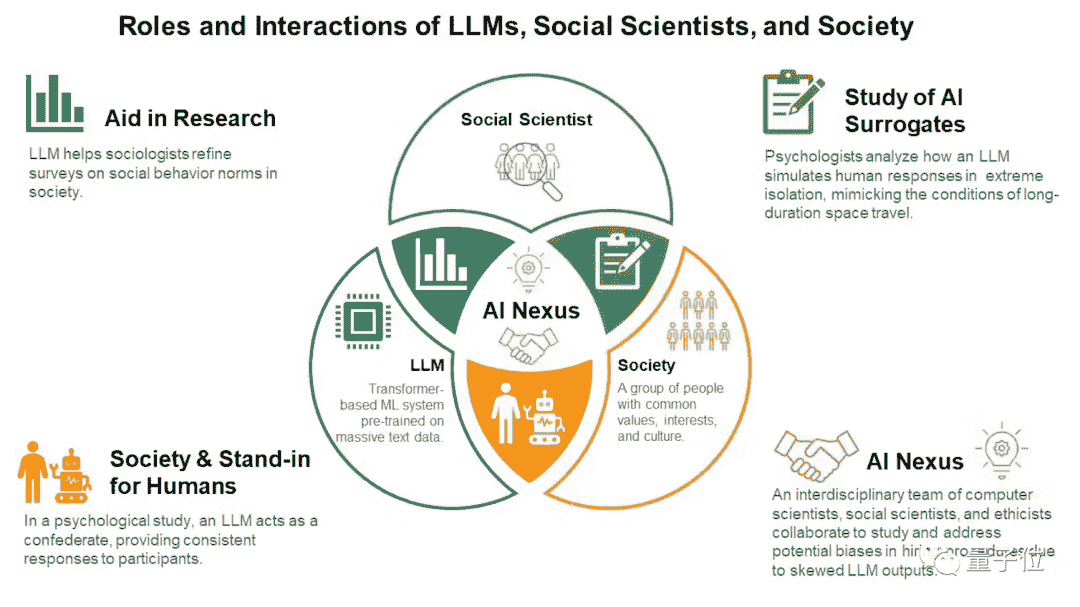 Roles and Interactions of LLMs, Social Scientists, and Society
Aid in Research
LLM helps sociologists refine
surveys on social behavior norms in
society.
Social Scientist
Study of AI
Surrogates
Psychologists analyze how an LLM
simulates human responses in extreme
isolation, mimicking the conditions of long-
duration space travel.
AI Nexus
LLM
Transformer-
based ML system
pre-trained on
massive text data.
Society
A group of people
with common
values, interests,
and culture.
Society & Stand-in
for Humans
In a psychological study, an LLM acts as a
confederate, providing consistent
responses to participants.
AI Nexus
An interdisciplinary team of computer
scientists, social scientists, and ethicists
collaborate to study and address
potential biases in due
to skewed LLM outputs.
量子位